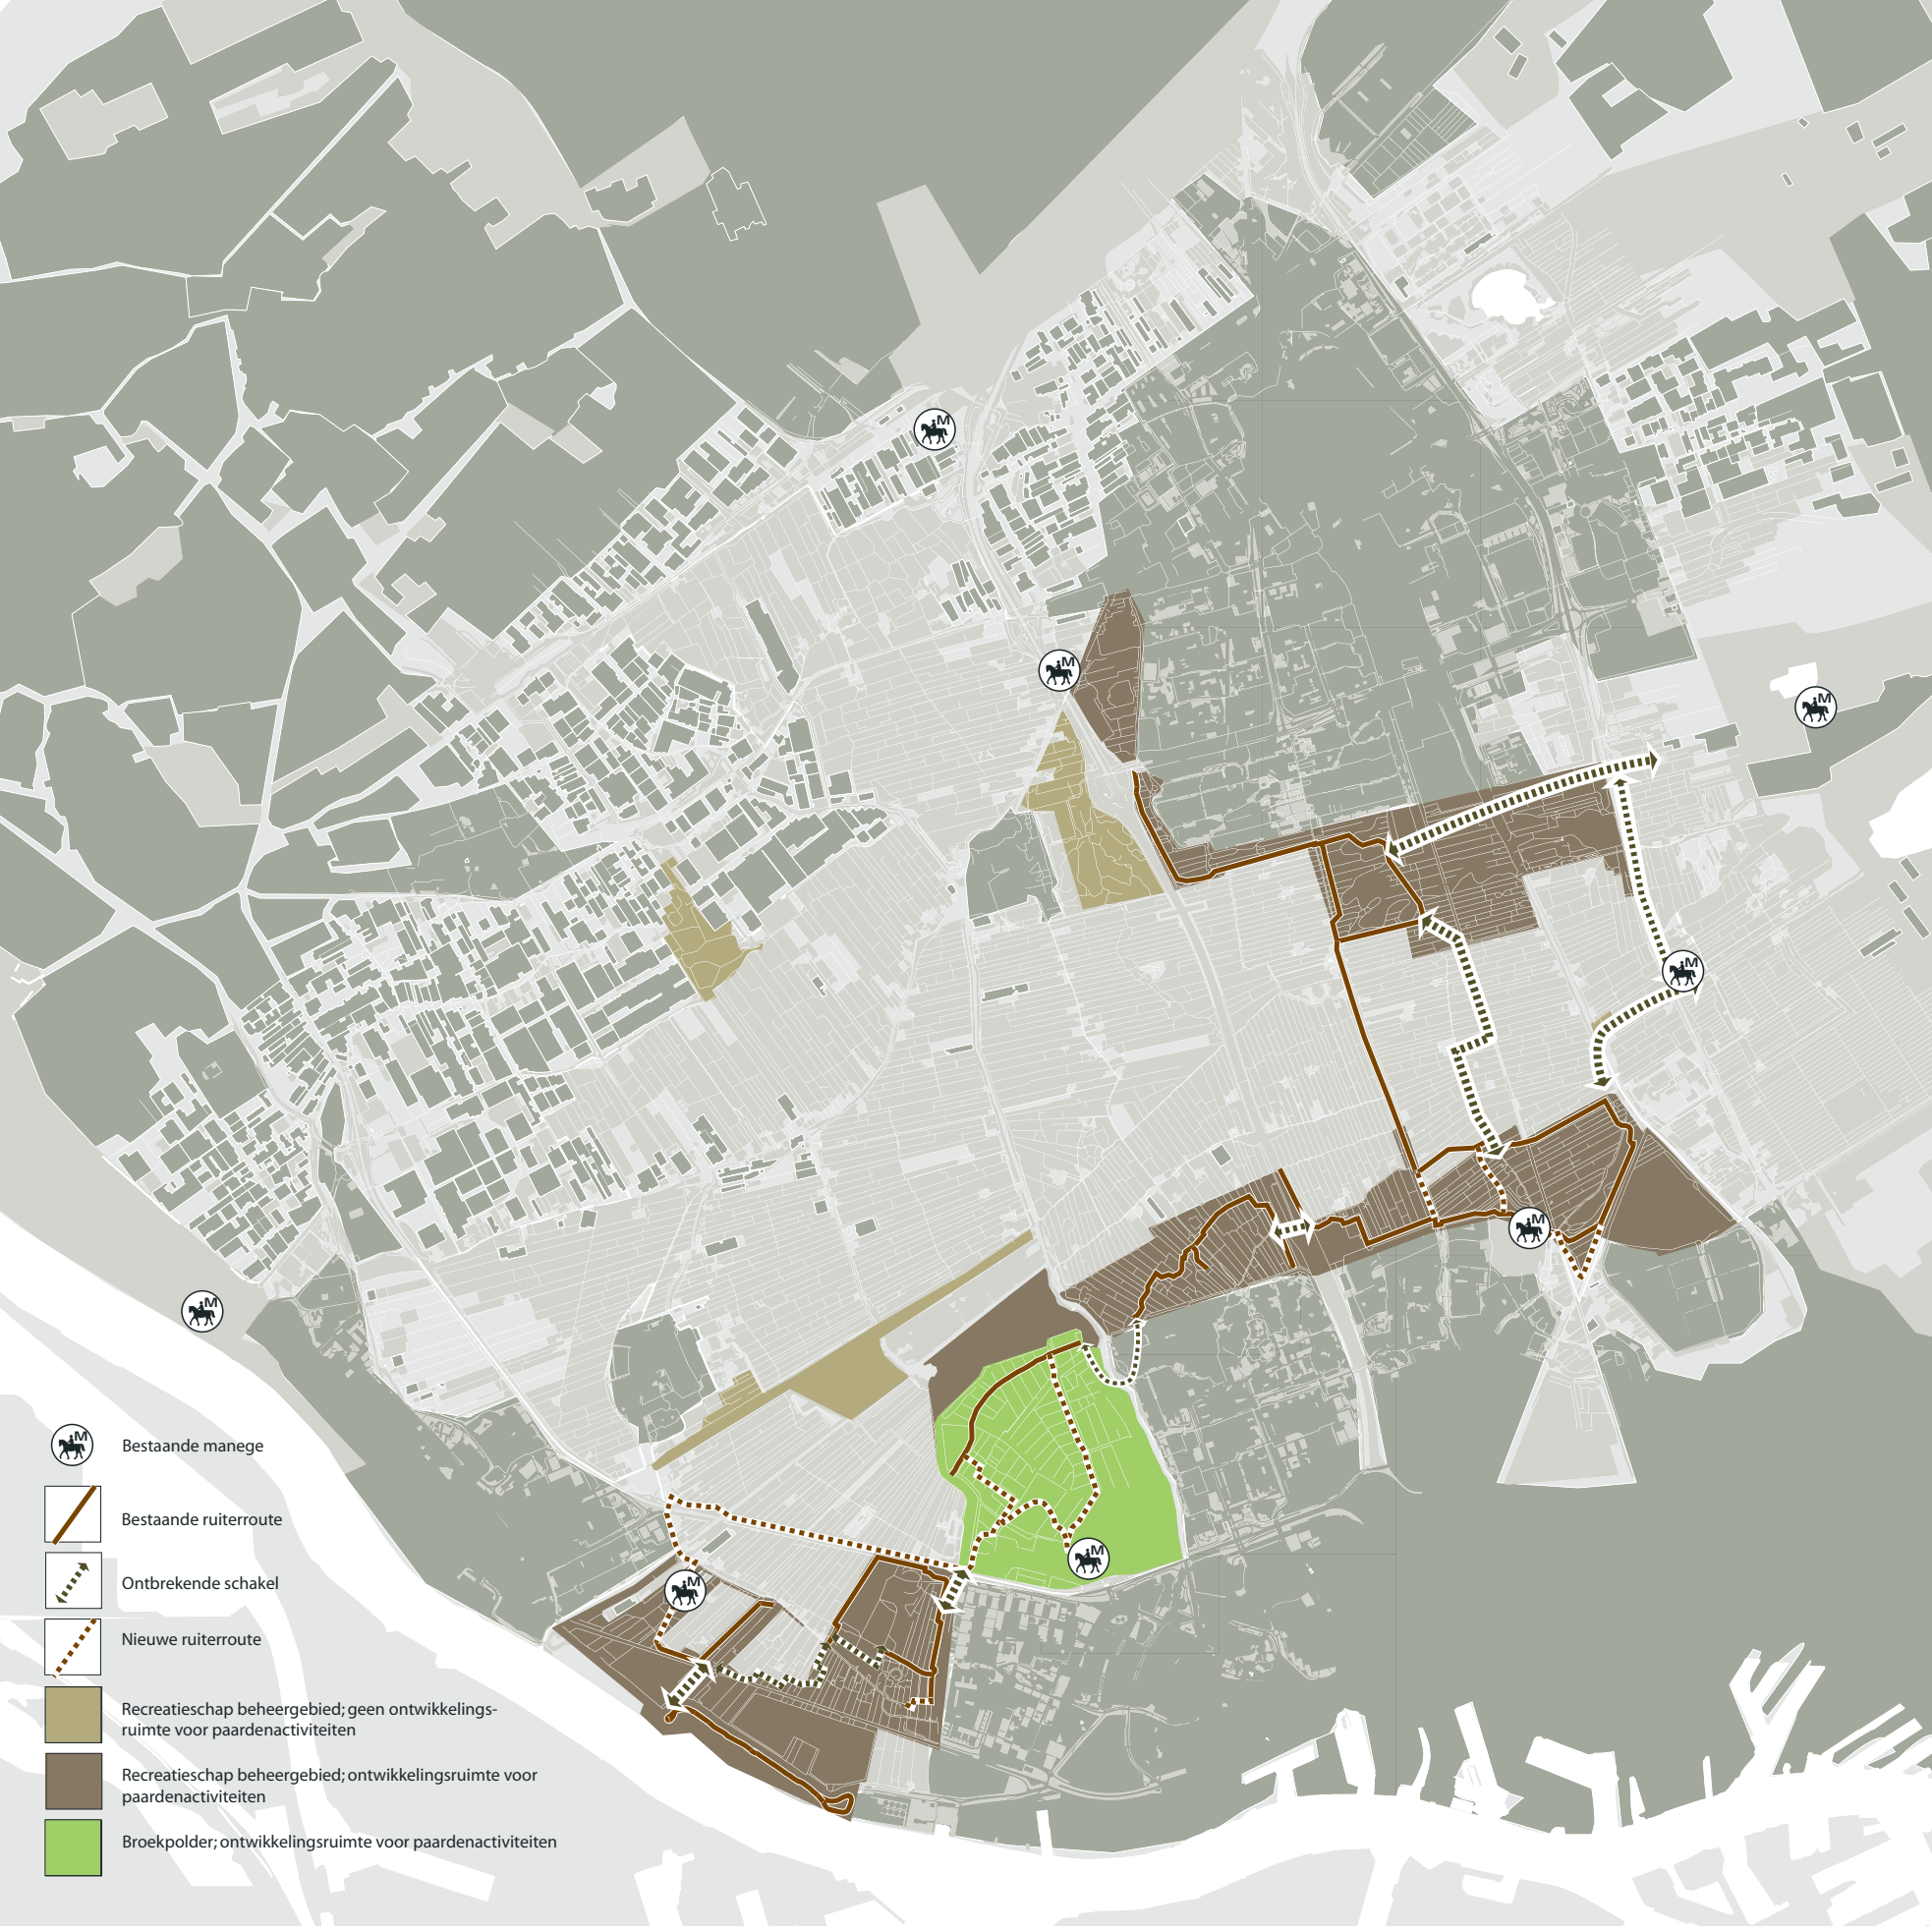 M
M
M
M
M
M
M
M
M
Bestaande manege
Bestaande ruiterroute
Ontbrekende schakel
Nieuwe ruiterroute
Recreatieschap beheergebied; geen ontwikkelings-
ruimte voor paardenactiviteiten
Recreatieschap beheergebied; ontwikkelingsruimte voor
paardenactiviteiten
Broekpolder; ontwikkelingsruimte voor paardenactiviteiten